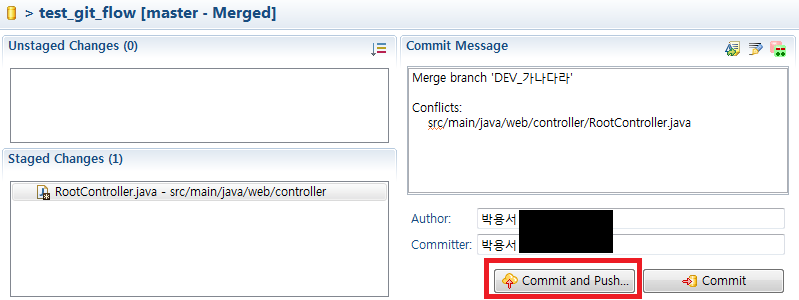 > test_git_flow [master - Merged]
Unstaged Changes (0)
Staged Changes (1)
RootController.java - src/main/java/web/controller
Commit Message
Merge branch 'DEV_가나다라'
Conflicts:
src/main/java/web/controller/RootController.java
Author: 박용서
Committer: 박용서
Commit and Push... Commit